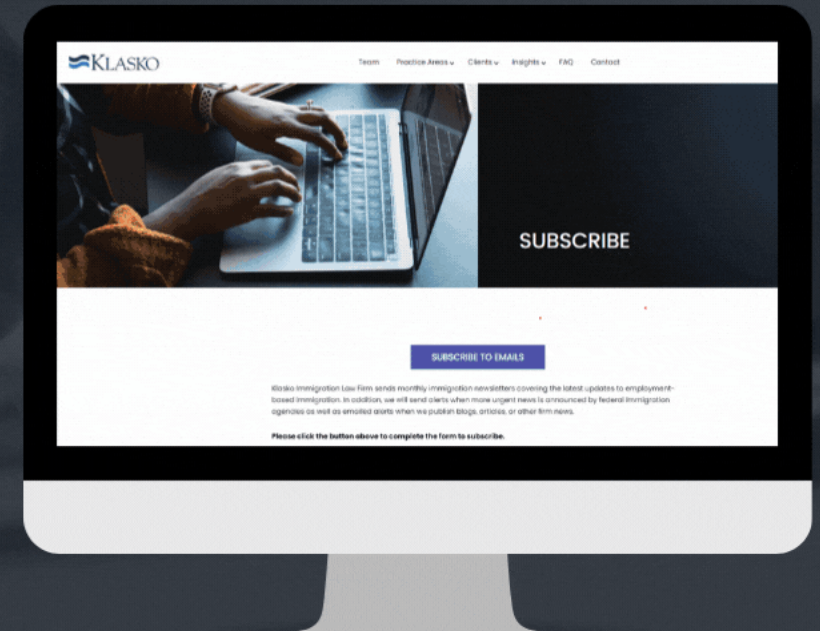 KLASKO
Team Practice Areas Clients Insights FAQ Contact
SUBSCRIBE
SUBSCRIBE TO EMAILS
Klasko Immigration Law Firm sends monthly immigration newsletters covering the latest updates to employment-
based immigration. In addition, we will send alerts when more urgent news is announced by federal immigration
agencies as well as emailed alerts when we publish blogs, articles, or other firm news.
Please click the button above to complete the form to subscribe.